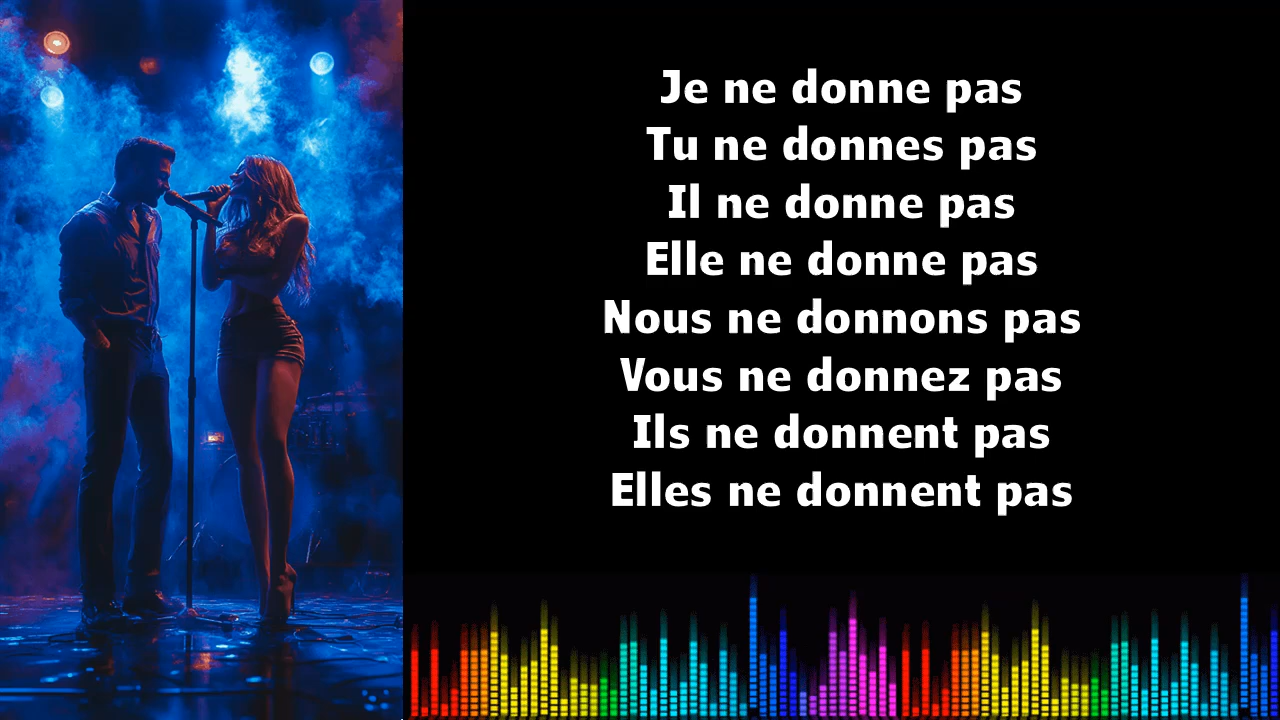 Je ne donne pas
Tu ne donnes pas
Il ne donne pas
Elle ne donne pas
Nous ne donnons pas
Vous ne donnez pas
Ils ne donnent pas
Elles ne donnent pas